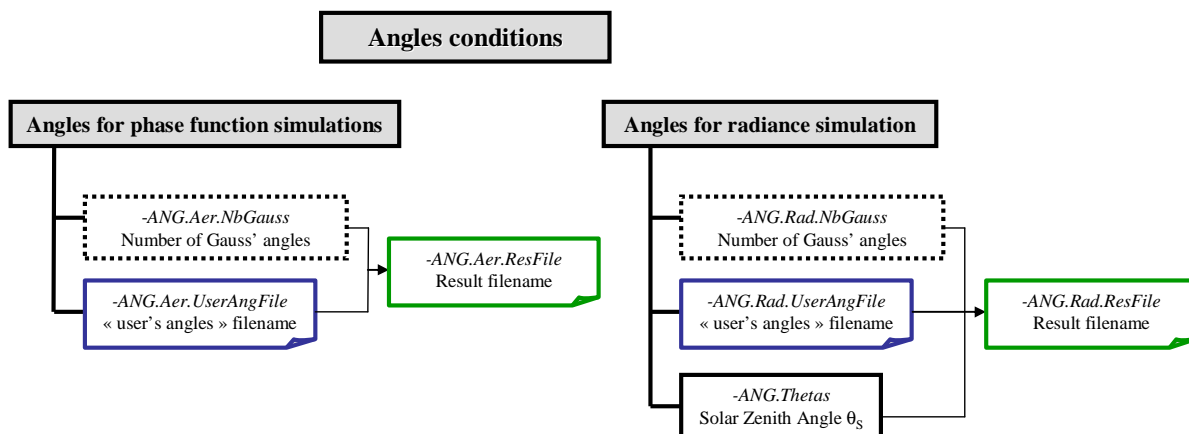 Angles conditions
Angles for phase function simulations
-ANG.Aer.NbGauss
Number of Gauss’ angles
-ANG.Aer.UserAngFile
« user’s angles » filename
-ANG.Aer.ResFile
Result filename
Angles for radiance simulation
-ANG.Rad.NbGauss
Number of Gauss’ angles
-ANG.Rad.UserAngFile
« user’s angles » filename
-ANG.Thetas
Solar Zenith Angle θS
-ANG.Rad.ResFile
Result filename